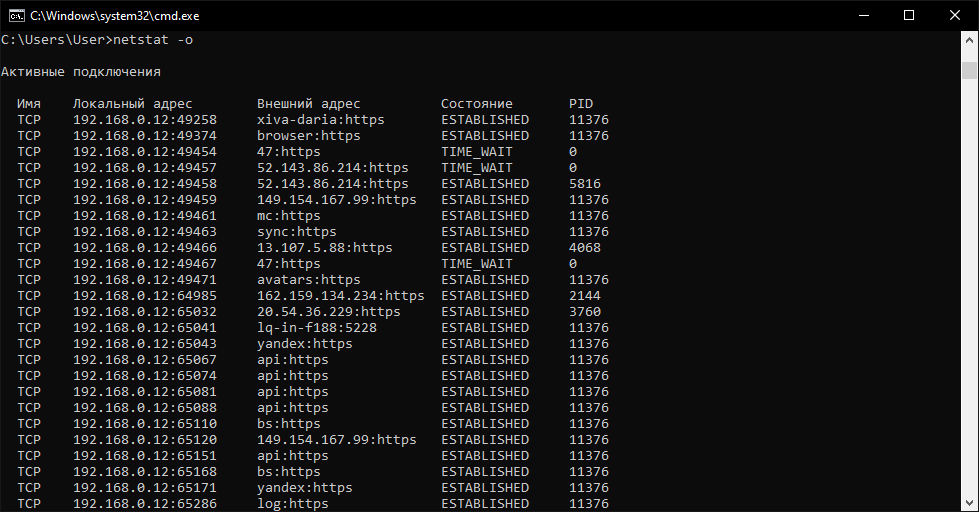 C:\Windows\system32\cmd.exe
C:\Users\User>netstat -o
Активные подключения
Имя Локальный адрес Внешний адрес Состояние PID
TCP 192.168.0.12:49258 xiva-daria:https ESTABLISHED 11376
TCP 192.168.0.12:49374 browser:https ESTABLISHED 11376
TCP 192.168.0.12:49454 47:https TIME_WAIT 0
TCP 192.168.0.12:49457 52.143.86.214:https TIME_WAIT 0
TCP 192.168.0.12:49458 52.143.86.214:https ESTABLISHED 5816
TCP 192.168.0.12:49459 149.154.167.99:https ESTABLISHED 11376
TCP 192.168.0.12:49461 mc:https ESTABLISHED 11376
TCP 192.168.0.12:49463 sync:https ESTABLISHED 11376
TCP 192.168.0.12:49466 13.107.5.88:https ESTABLISHED 4068
TCP 192.168.0.12:49467 47:https TIME_WAIT 0
TCP 192.168.0.12:49471 avatars:https ESTABLISHED 11376
TCP 192.168.0.12:64985 162.159.134.234:https ESTABLISHED 2144
TCP 192.168.0.12:65032 20.54.36.229:https ESTABLISHED 3760
TCP 192.168.0.12:65041 lq-in-f188:5228 ESTABLISHED 11376
TCP 192.168.0.12:65043 yandex:https ESTABLISHED 11376
TCP 192.168.0.12:65067 api:https ESTABLISHED 11376
TCP 192.168.0.12:65074 api:https ESTABLISHED 11376
TCP 192.168.0.12:65081 api:https ESTABLISHED 11376
TCP 192.168.0.12:65088 api:https ESTABLISHED 11376
TCP 192.168.0.12:65110 bs:https ESTABLISHED 11376
TCP 192.168.0.12:65120 149.154.167.99:https ESTABLISHED 11376
TCP 192.168.0.12:65151 api:https ESTABLISHED 11376
TCP 192.168.0.12:65168 bs:https ESTABLISHED 11376
TCP 192.168.0.12:65171 yandex:https ESTABLISHED 11376
TCP 192.168.0.12:65286 log:https ESTABLISHED 11376